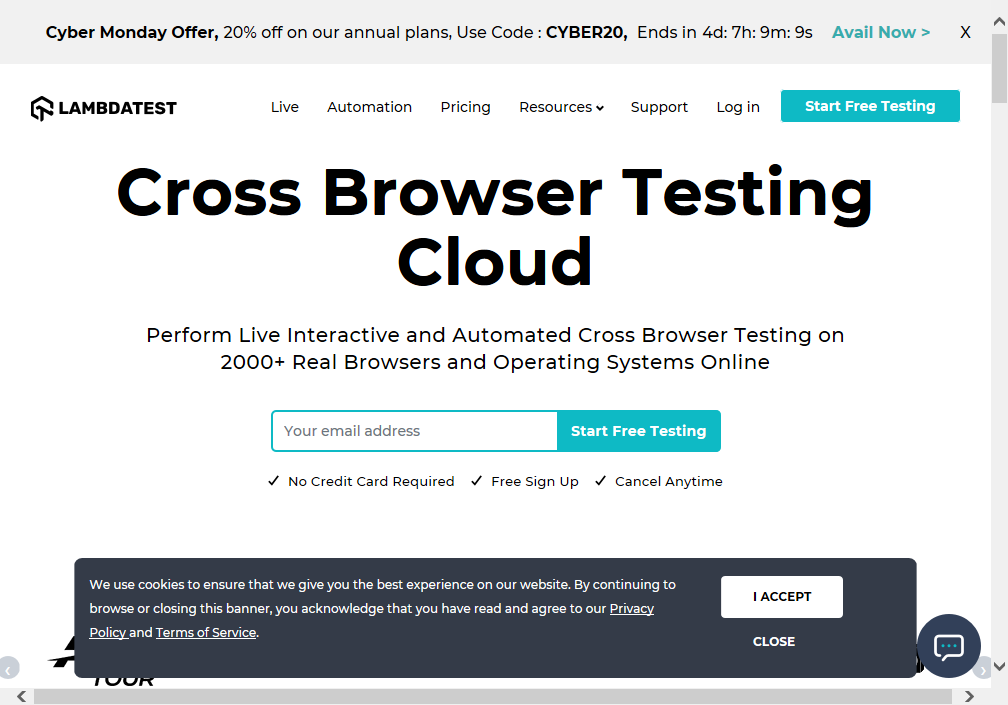 Cyber Monday Offer, 20% off on our annual plans, Use Code : CYBER20, Ends in 4d: 7h: 9m: 9s Avail Now > X
LAMBDATEST Live Automation Pricing Resources Support Log in Start Free Testing
Cross Browser Testing
Cloud
Perform Live Interactive and Automated Cross Browser Testing on
2000+ Real Browsers and Operating Systems Online
Your email address Start Free Testing
No Credit Card Required Free Sign Up Cancel Anytime
We use cookies to ensure that we give you the best experience on our website. By continuing to
browse or closing this banner, you acknowledge that you have read and agree to our Privacy
Policy and Terms of Service.
I ACCEPT
CLOSE
TOUR